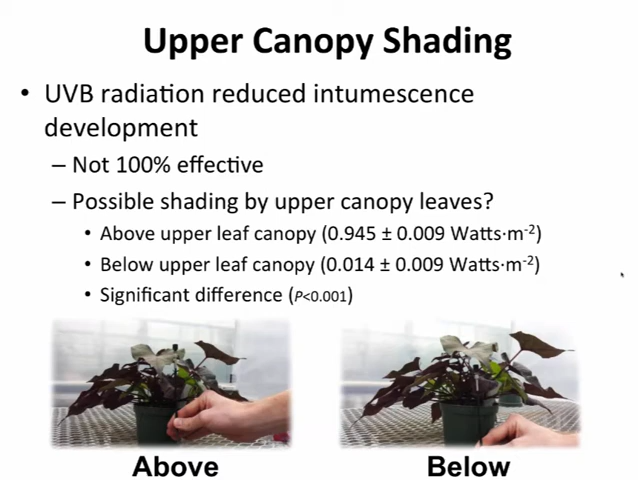 Upper Canopy Shading
• UVB radiation reduced intumescence
development
– Not 100% effective
– Possible shading by upper canopy leaves?
• Above upper leaf canopy (0.945 ± 0.009 Watts·m⁻²)
• Below upper leaf canopy (0.014 ± 0.009 Watts·m⁻²)
• Significant difference (P<0.001)
Above
Below